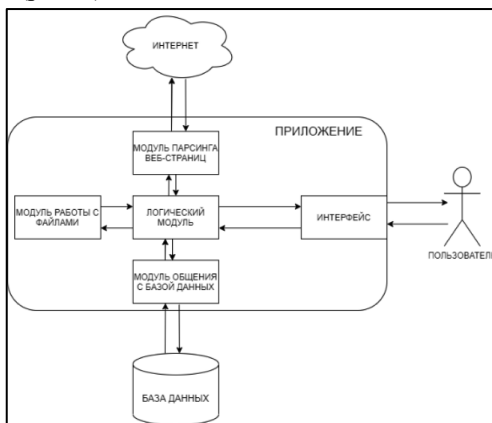 ИНТЕРНЕТ
ПРИЛОЖЕНИЕ
МОДУЛЬ ПАРСИНГА
ВЕБ-СТРАНИЦ
МОДУЛЬ РАБОТЫ С
ФАЙЛАМИ
ЛОГИЧЕСКИЙ
МОДУЛЬ
ИНТЕРФЕЙС
ПОЛЬЗОВАТЕЛЬ
МОДУЛЬ ОБЩЕНИЯ
С БАЗОЙ ДАННЫХ
БАЗА ДАННЫХ